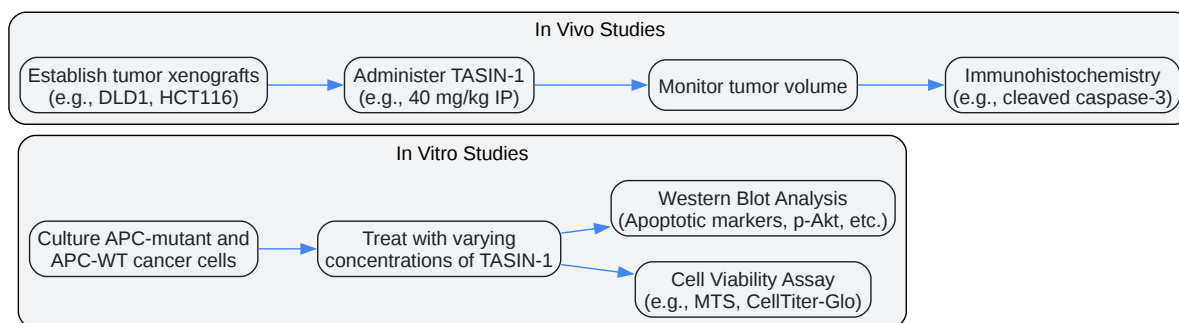 In Vivo Studies
Establish tumor xenografts
(e.g., DLD1, HCT116)
Administer TASIN-1
(e.g., 40 mg/kg IP)
Monitor tumor volume
Immunohistochemistry
(e.g., cleaved caspase-3)
In Vitro Studies
Culture APC-mutant and
APC-WT cancer cells
Treat with varying
concentrations of TASIN-1
Western Blot Analysis
(Apoptotic markers, p-Akt, etc.)
Cell Viability Assay
(e.g., MTS, CellTiter-Glo)